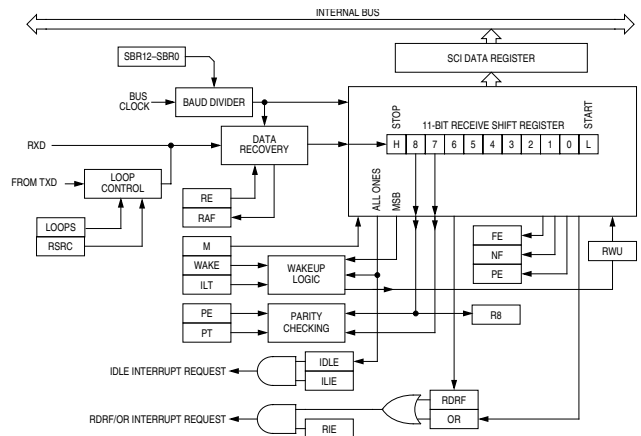 INTERNAL BUS
SBR12–SBR0
SCI DATA REGISTER
BUS CLOCK
BAUD DIVIDER
STOP
START
11-BIT RECEIVE SHIFT REGISTER
H 8 7 6 5 4 3 2 1 0 L
RXD
DATA RECOVERY
FROM TXD
LOOP CONTROL
ALL ONES
MSB
RE
RAF
LOOPS
RSRC
M
WAKE
ILT
WAKEUP LOGIC
FE
NF
PE
RWU
PE
PT
PARITY CHECKING
R8
IDLE INTERRUPT REQUEST
IDLE
ILIE
RDRF/OR INTERRUPT REQUEST
RIE
RDRF
OR